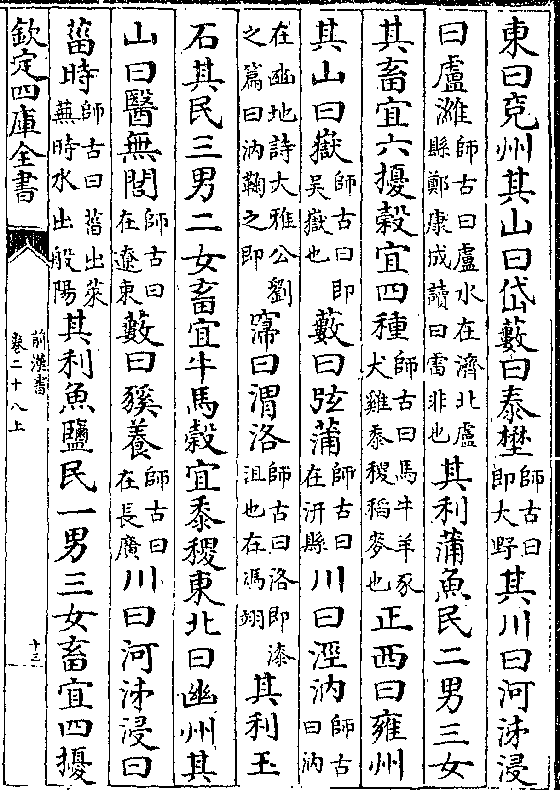 東曰兗州其山曰岱藪曰泰壄師古曰即大野其川曰河泲浸
曰盧濰師古曰盧水在濟北盧縣鄭康成讀曰雷非也其利蒲魚民二男三女
其畜宜六擾穀宜四種師古曰馬牛羊豕犬雞黍稷稻麥也正西曰雍州
其山曰嶽師古曰即吳嶽也藪曰弦蒲師古曰在汧縣川曰涇汭師古曰汭
在豳地詩大雅公劉之篇曰汭鞫之即𥧲曰渭洛師古曰洛即漆沮也在馮翊其利玉
石其民三男二女畜宜牛馬穀宜黍稷東北曰幽州其
山曰醫無閭師古曰在遼東藪曰豯養師古曰在長廣川曰河泲浸曰
菑時師古曰菑出萊蕪時水出般陽其利魚鹽民一男三女畜宜四擾
欽定四庫全書
前漢書
卷二十八上
十三